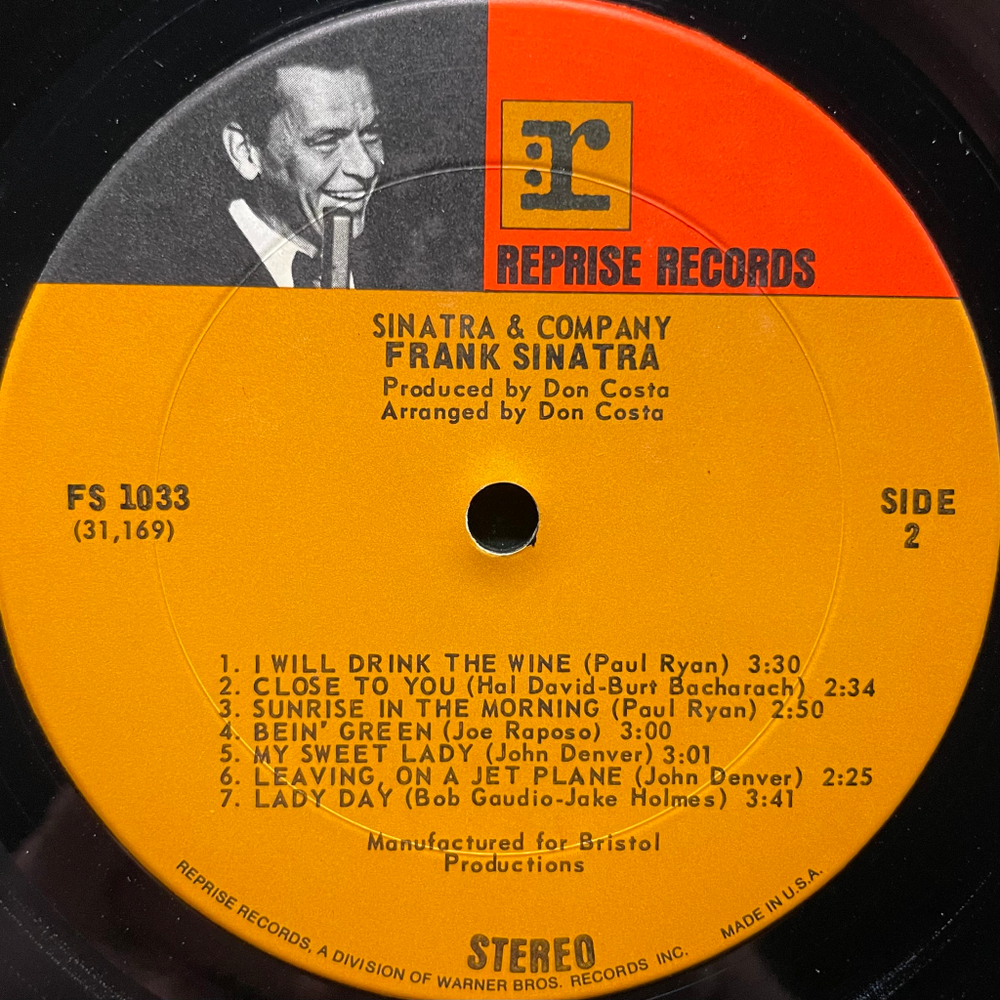 r
REPRISE RECORDS
SINATRA & COMPANY
FRANK SINATRA
Produced by Don Costa
Arranged by Don Costa
FS 1033
(31,169)
SIDE
2
1. I WILL DRINK THE WINE (Paul Ryan) 3:30
2. CLOSE TO YOU (Hal David-Burt Bacharach) 2:34
3. SUNRISE IN THE MORNING (Paul Ryan) 2:50
4. BEIN' GREEN (Joe Raposo) 3:00
5. MY SWEET LADY (John Denver) 3:01
6. LEAVING, ON A JET PLANE (John Denver) 2:25
7. LADY DAY (Bob Gaudio-Jake Holmes) 3:41
Manufactured for Bristol
Productions
STEREO
REPRISE RECORDS, A DIVISION OF WARNER BROS. RECORDS INC. MADE IN U.S.A.